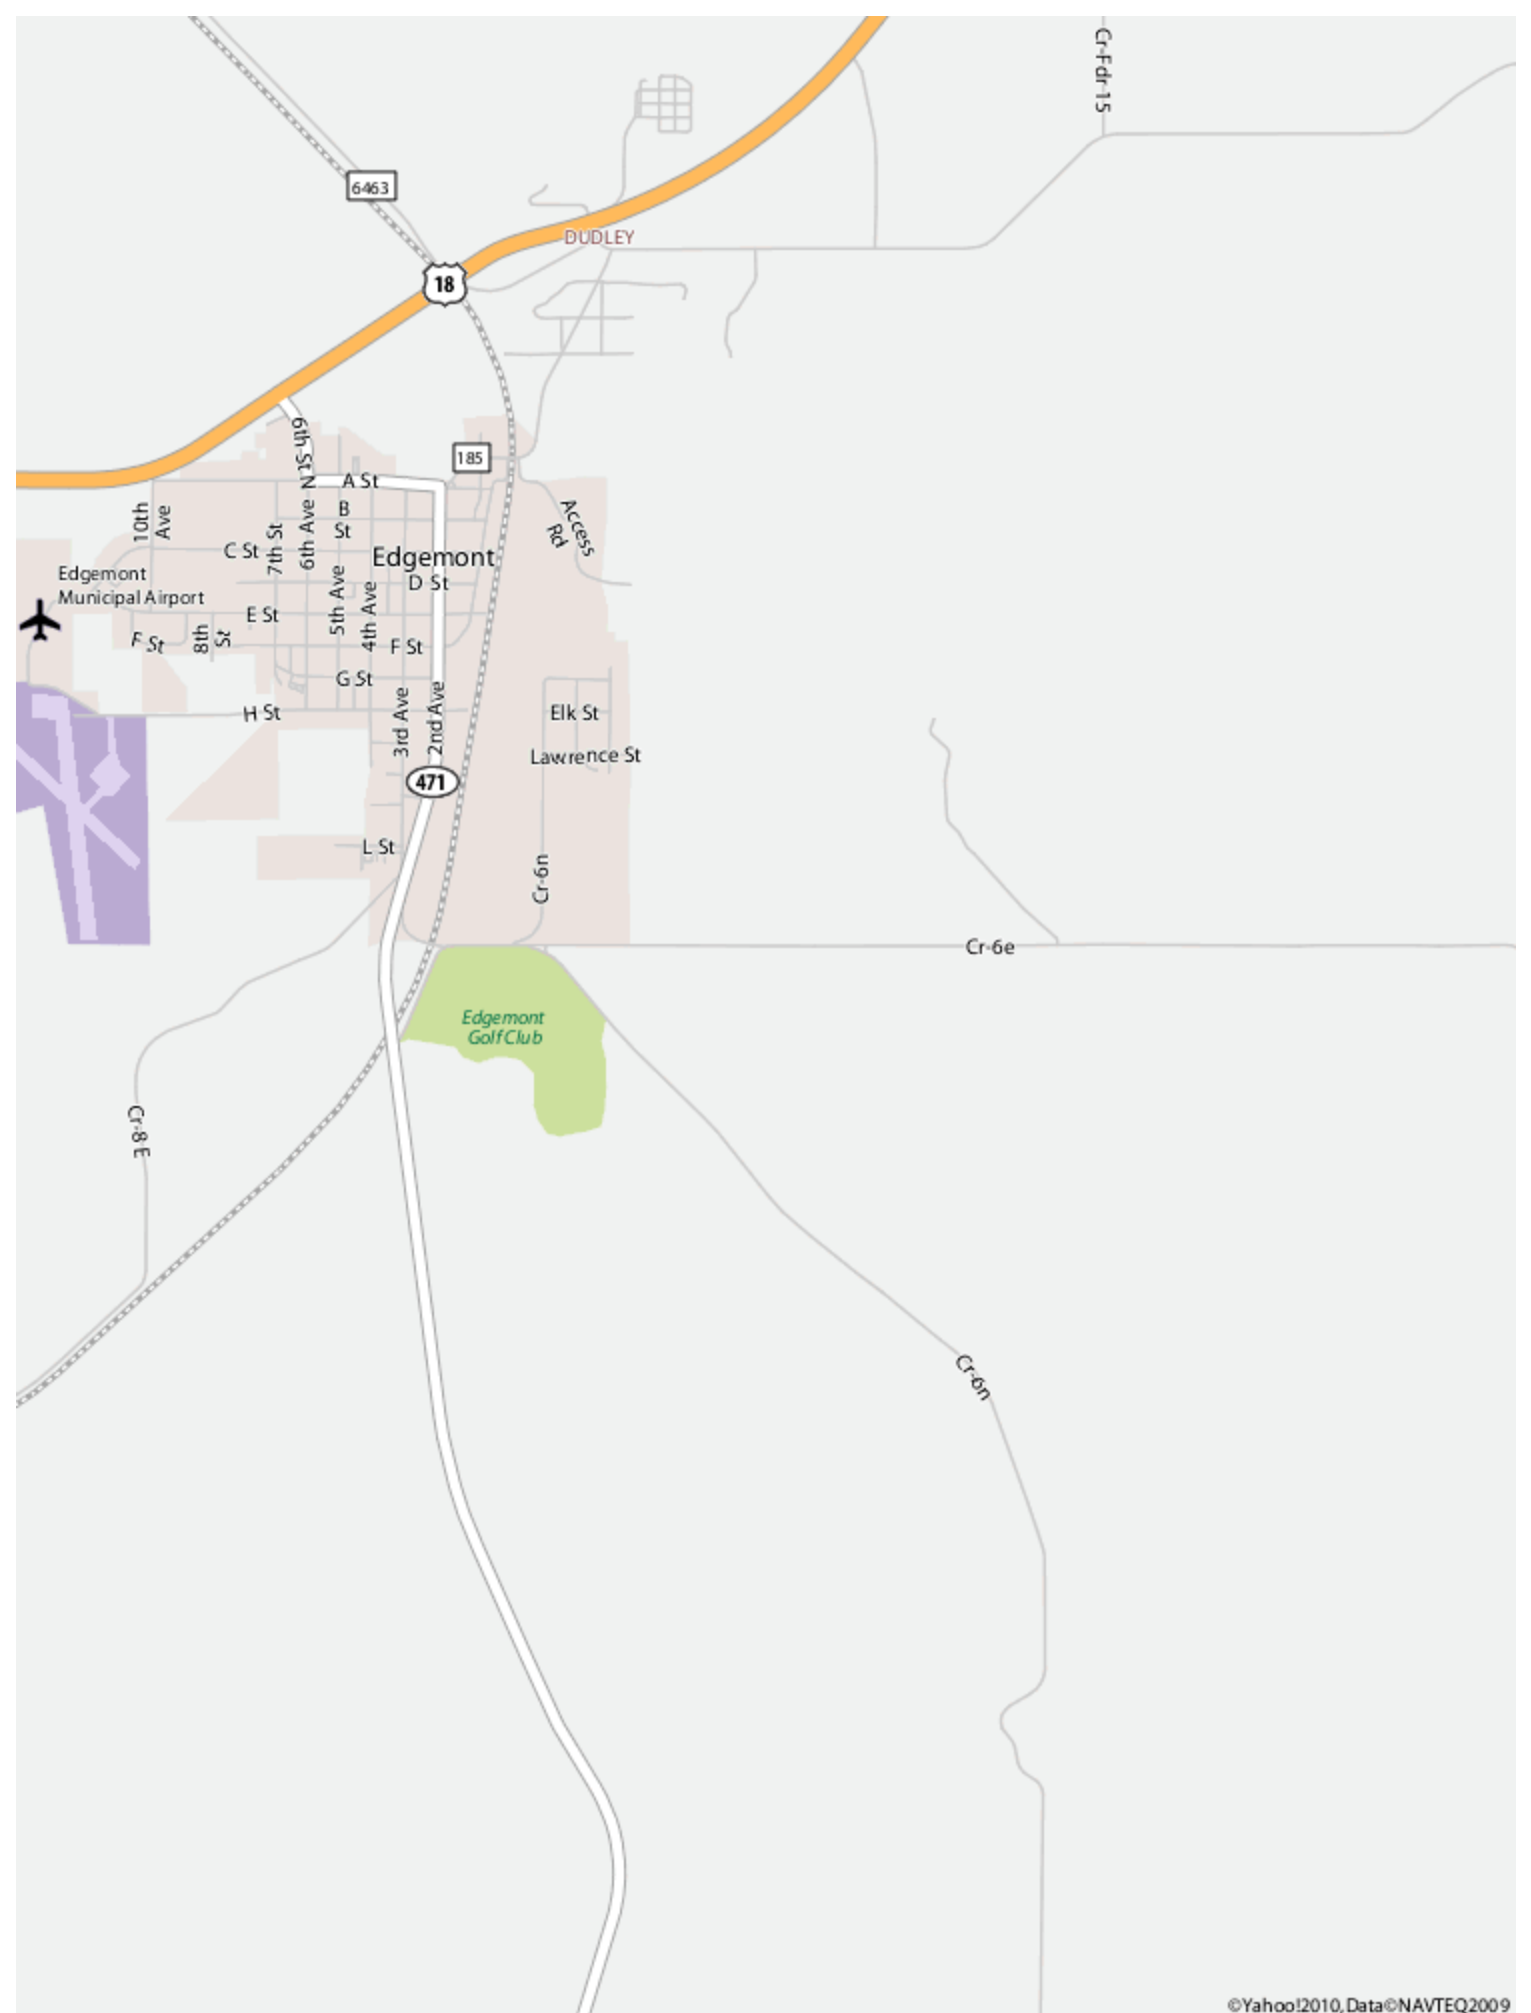 Cr-Fdr-15
6463
DUDLEY
18
N 6th St
185
A St
10th
Ave
B
St
Access
Rd
7th St
6th Ave
C St
Edgemont
Edgemont
Municipal Airport
D St
5th Ave
4th Ave
E St
F St
8th
St
F St
G St
3rd Ave
2nd Ave
H St
Elk St
Lawrence St
471
L St
Cr-6n
Cr-6e
Edgemont
Golf Club
Cr-8 E
Cr-6n
©Yahoo!2010, Data©NAVTEQ2009